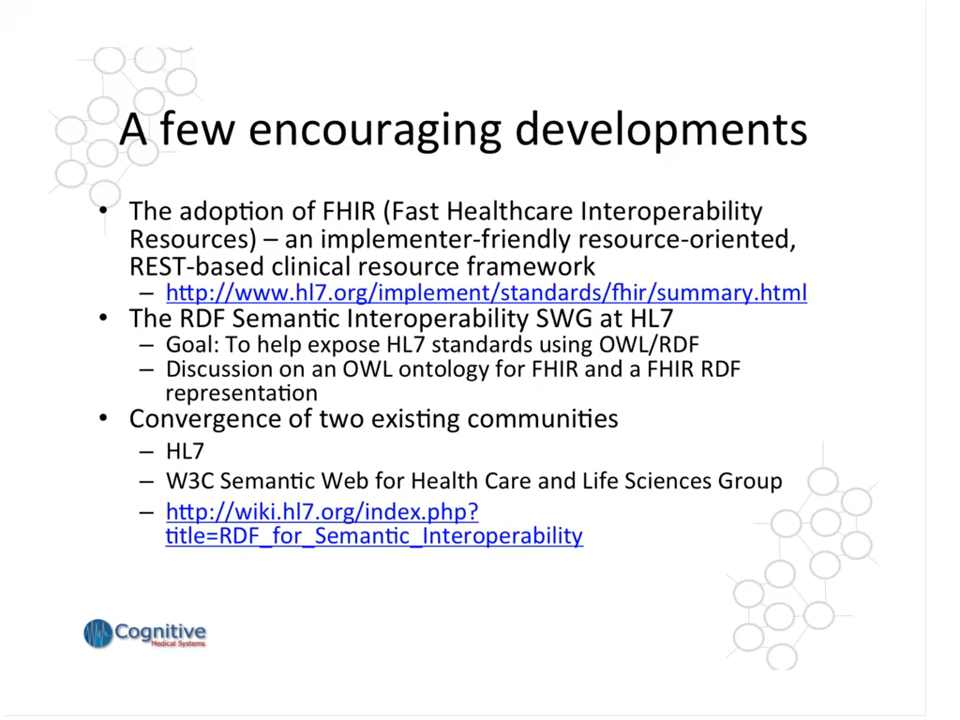 A few encouraging developments
• The adoption of FHIR (Fast Healthcare Interoperability
Resources) – an implementer-friendly resource-oriented,
REST-based clinical resource framework
– http://www.hl7.org/implement/standards/fhir/summary.html
• The RDF Semantic Interoperability SWG at HL7
– Goal: To help expose HL7 standards using OWL/RDF
– Discussion on an OWL ontology for FHIR and a FHIR RDF
representation
• Convergence of two existing communities
– HL7
– W3C Semantic Web for Health Care and Life Sciences Group
– http://wiki.hl7.org/index.php?
title=RDF_for_Semantic_Interoperability
Cognitive
Medical Systems